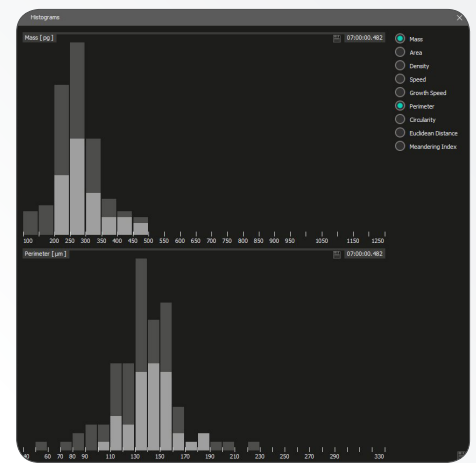 Histograms
Mass [ pg ]
07:00:00.482
Mass
Area
Density
Speed
Growth Speed
Perimeter
Circularity
Euclidean Distance
Meandering Index
100 200 250 300 350 400 450 500 550 600 650 700 750 800 850 900 950 1050 1150 1250
Perimeter [ μm ]
07:00:00.482
40 60 70 80 90 110 130 150 170 190 210 230 250 270 290 330